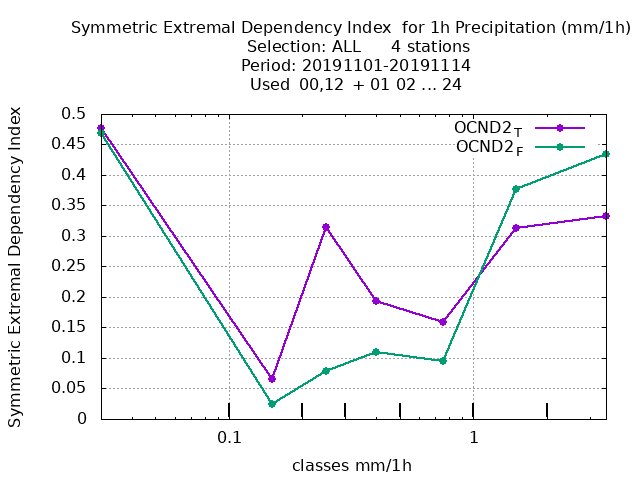 Symmetric Extremal Dependency Index  for 1h Precipitation (mm/1h)
Selection: ALL      4 stations
Period: 20191101-20191114
Used  00,12  + 01 02 ... 24
OCND2_T
OCND2_F
0.5
0.45
0.4
0.35
0.3
0.25
0.2
0.15
0.1
0.05
0
Symmetric Extremal Dependency Index
0.1 1
classes mm/1h